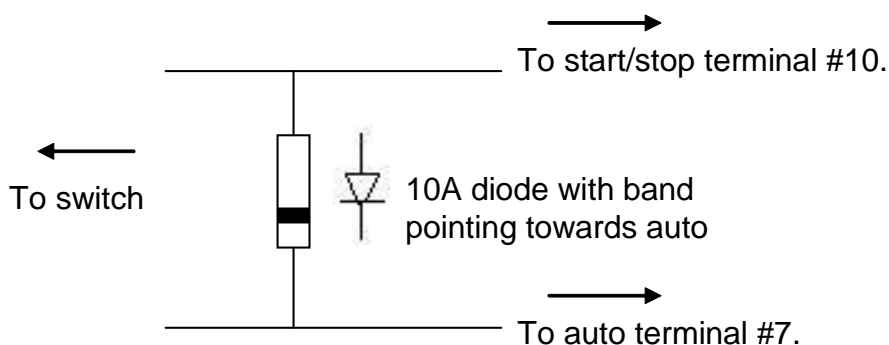 To start/stop terminal #10.
To switch
10A diode with band
pointing towards auto
To auto terminal #7.